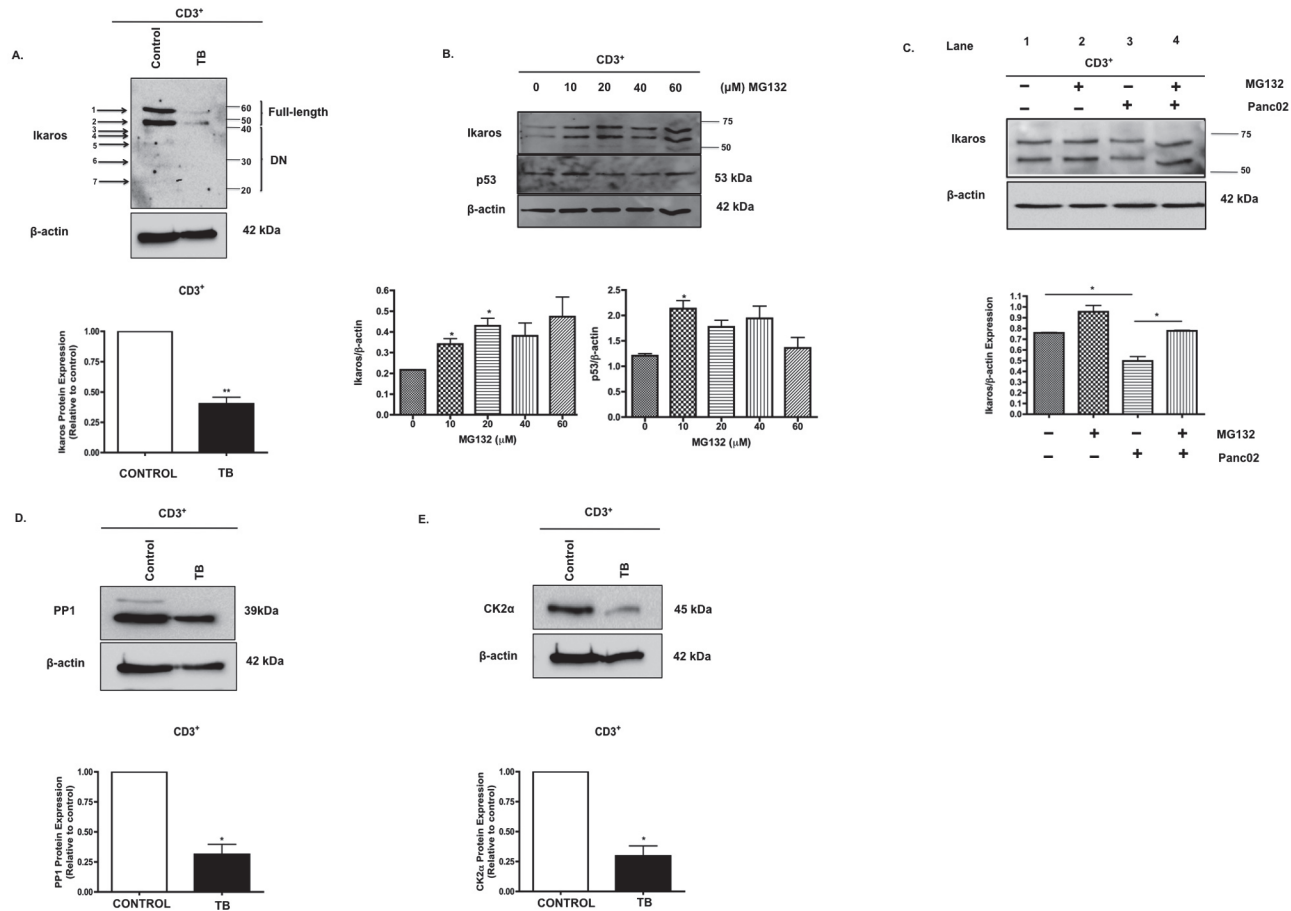 A.
CD3+
Control
TB
Ikaros
1
2
3
4
5
6
7
60
50
40
30
20
Full-length
DN
β-actin
42 kDa
CD3+
Ikaros Protein Expression
(Relative to control)
1.00
0.75
0.50
0.25
0.00
**
CONTROL
TB
B.
CD3+
0 10 20 40 60 (μM) MG132
Ikaros
75
50
p53
53 kDa
β-actin
42 kDa
Ikaros/β-actin
0.6
0.5
0.4
0.3
0.2
0.1
0.0
*
*
0 10 20 40 60
MG132 (μM)
p53/β-actin
2.5
2.0
1.5
1.0
0.5
0.0
*
0 10 20 40 60
MG132 (μM)
C.
Lane 1 2 3 4
CD3+
− + − + MG132
− − + + Panc02
Ikaros
75
50
β-actin
42 kDa
Ikaros/β-actin Expression
1.1
1.0
0.9
0.8
0.7
0.6
0.5
0.4
0.3
0.2
0.1
0.0
*
*
− + − + MG132
− − + + Panc02
D.
CD3+
Control
TB
PP1
39kDa
β-actin
42 kDa
CD3+
PP1 Protein Expression
(Relative to control)
1.00
0.75
0.50
0.25
0.00
*
CONTROL
TB
E.
CD3+
Control
TB
CK2α
45 kDa
β-actin
42 kDa
CD3+
CK2α Protein Expression
(Relative to control)
1.00
0.75
0.50
0.25
0.00
*
CONTROL
TB